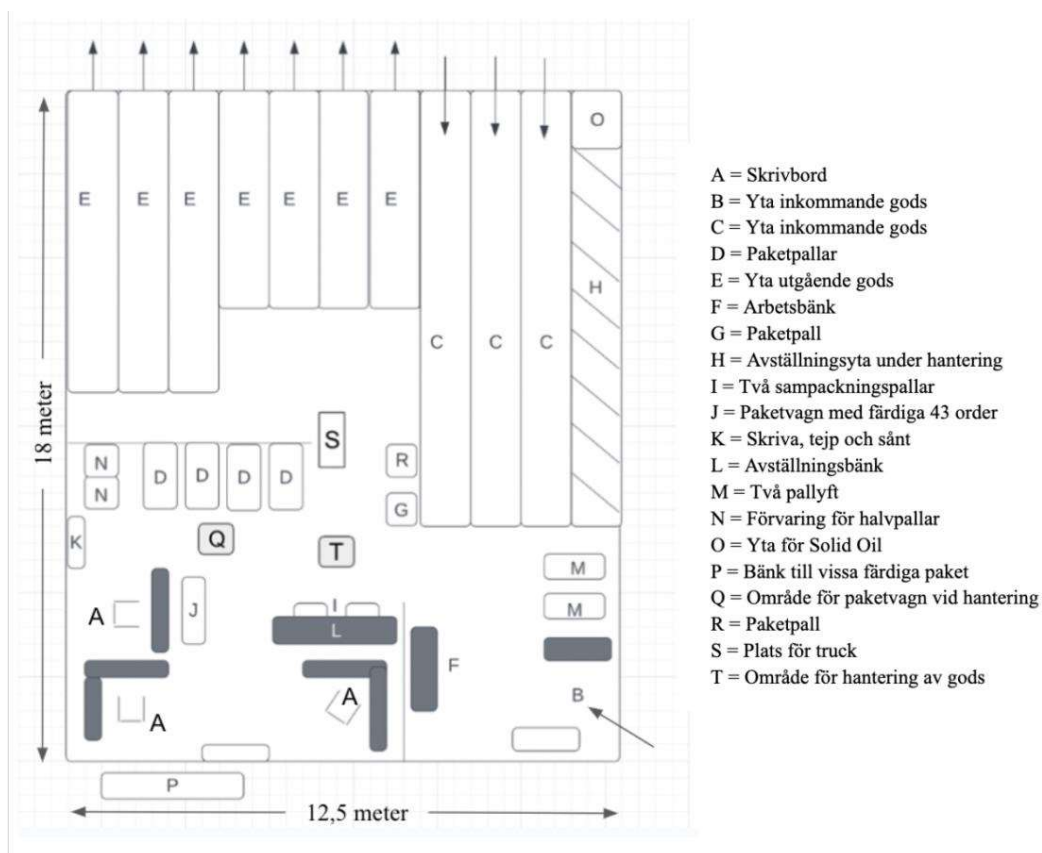 O
E E E E E E E
H
C C C
18 meter
S
N
N
D D D D
R
G
K
Q
T
M
A
J
I
M
L
F
A
A
B
P
12,5 meter
A = Skrivbord
B = Yta inkommande gods
C = Yta inkommande gods
D = Paketpallar
E = Yta utgående gods
F = Arbetsbänk
G = Paketpall
H = Avställningsyta under hantering
I = Två sampackningspallar
J = Paketvagn med färdiga 43 order
K = Skriva, tejp och sånt
L = Avställningsbänk
M = Två pallyft
N = Förvaring för halvpallar
O = Yta för Solid Oil
P = Bänk till vissa färdiga paket
Q = Område för paketvagn vid hantering
R = Paketpall
S = Plats för truck
T = Område för hantering av gods